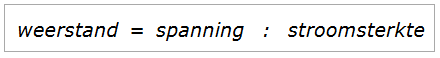 weerstand = spanning : stroomsterkte